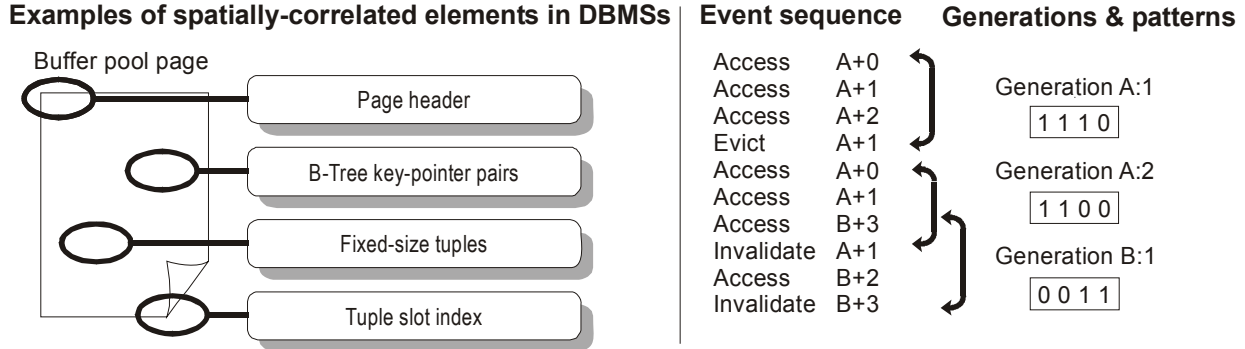 Examples of spatially-correlated elements in DBMSs
Buffer pool page
Page header
B-Tree key-pointer pairs
Fixed-size tuples
Tuple slot index
Event sequence
Access A+0
Access A+1
Access A+2
Evict A+1
Access A+0
Access A+1
Access B+3
Invalidate A+1
Access B+2
Invalidate B+3
Generations & patterns
Generation A:1
1 1 1 0
Generation A:2
1 1 0 0
Generation B:1
0 0 1 1